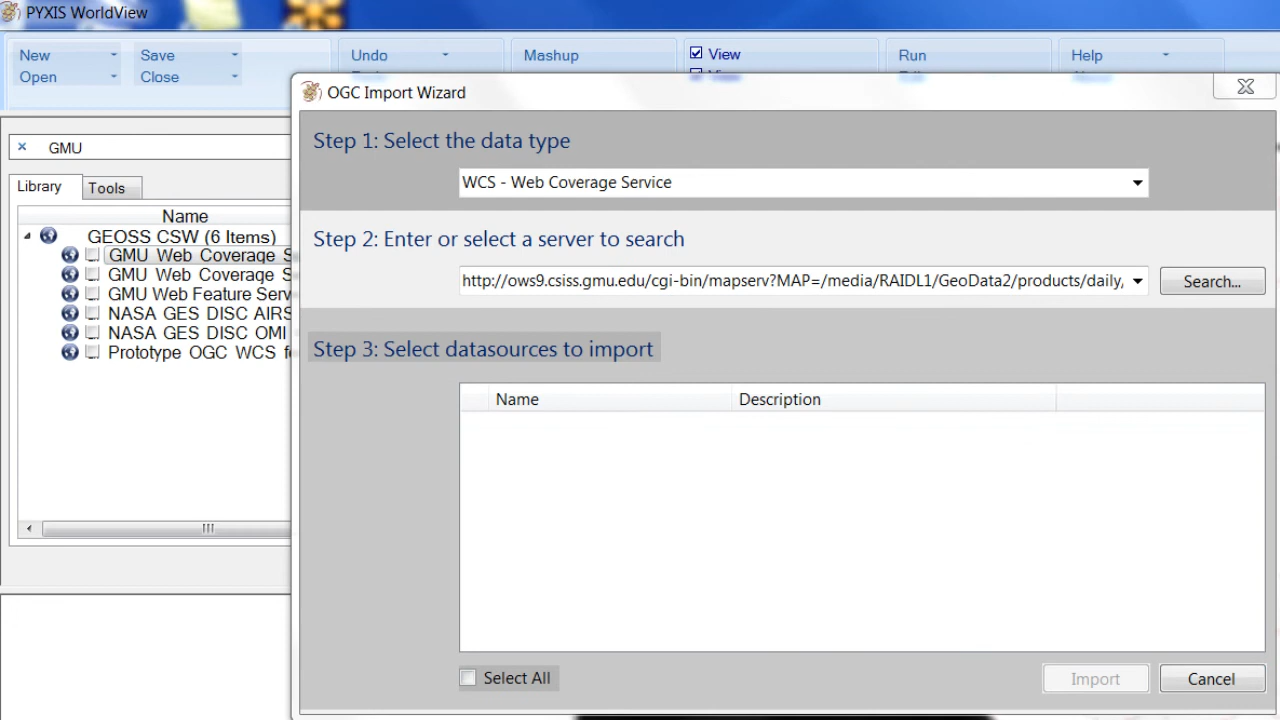 PYXIS WorldView
New Save Undo Mashup View Run Help
Open Close
OGC Import Wizard
Step 1: Select the data type
GMU
WCS - Web Coverage Service
Library Tools
Name
GEOSS CSW (6 Items)
Step 2: Enter or select a server to search
GMU Web Coverage S
GMU Web Coverage S
http://ows9.csiss.gmu.edu/cgi-bin/mapserv?MAP=/media/RAIDL1/GeoData2/products/daily, Search...
GMU Web Feature Serv
NASA GES DISC AIRS
NASA GES DISC OMI
Prototype OGC WCS fo
Step 3: Select datasources to import
Name Description
Select All Import Cancel